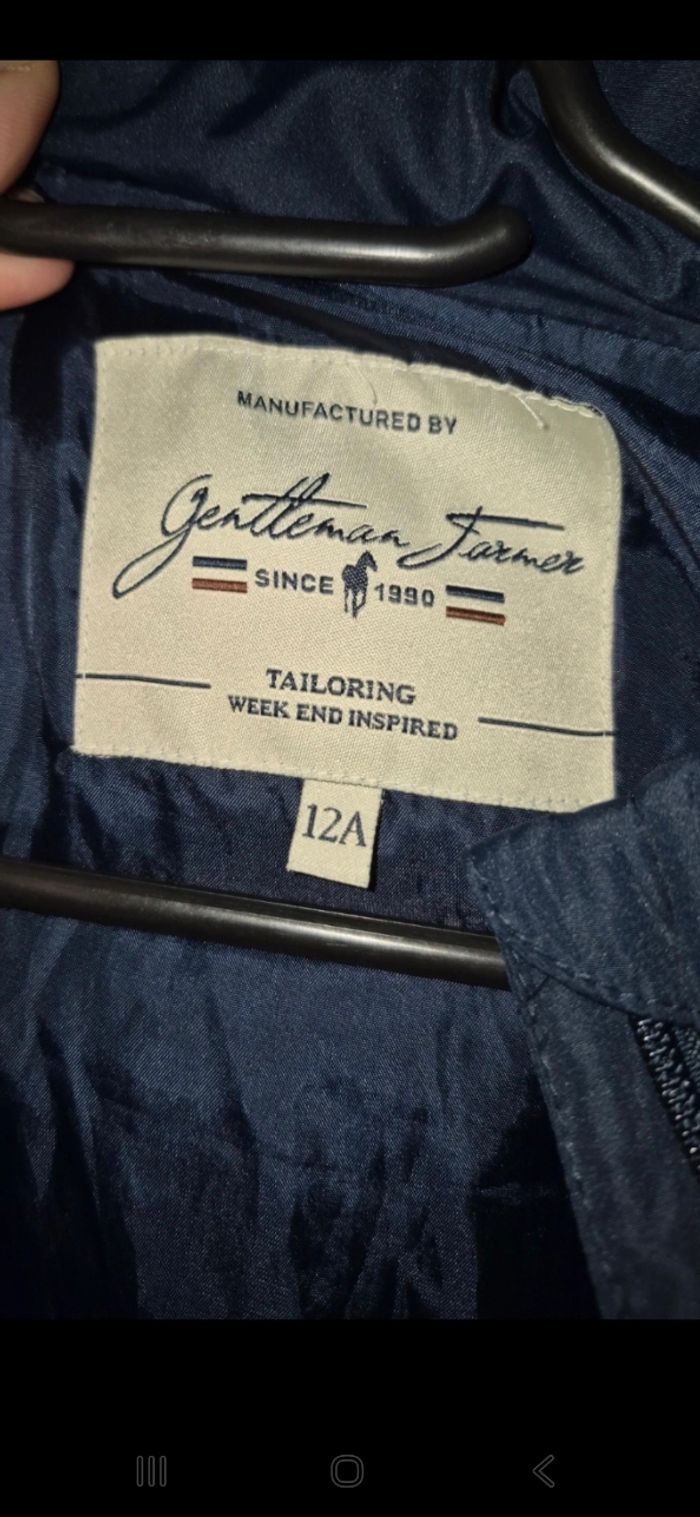 MANUFACTURED BY
Gentleman Farmer
SINCE 1990
TAILORING
WEEK END INSPIRED
12A